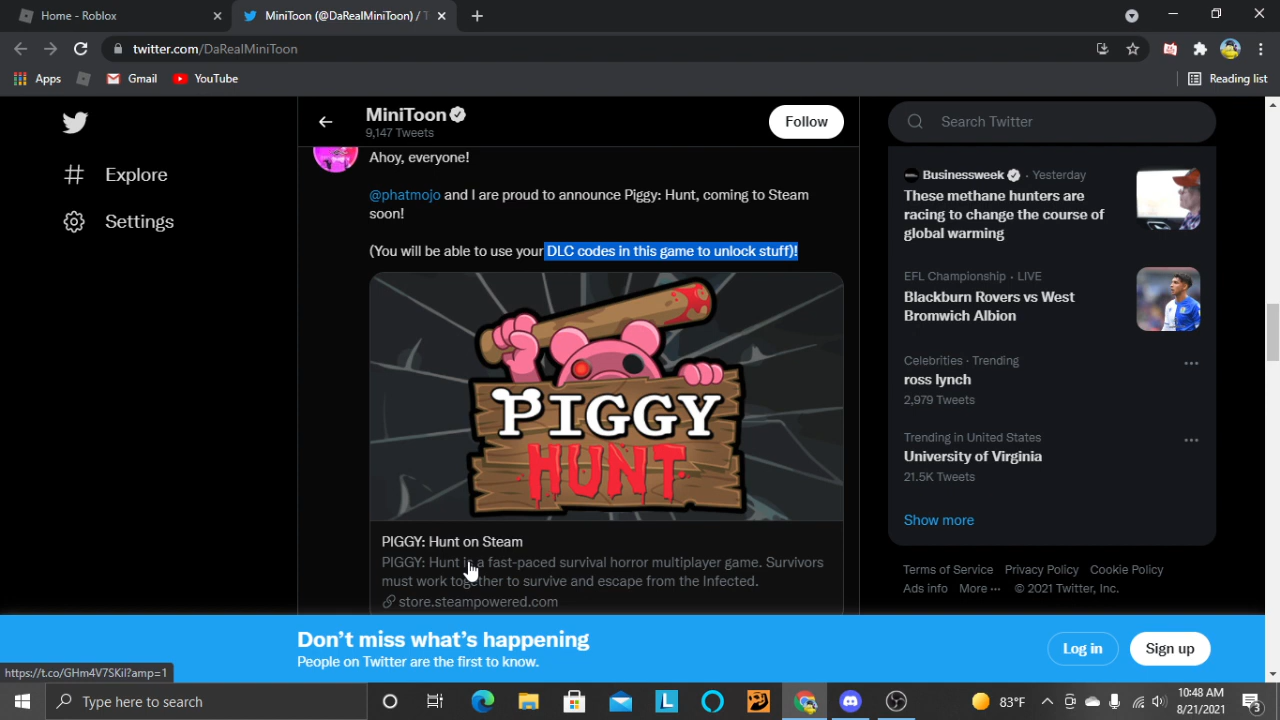 Home - Roblox
MiniToon (@DaRealMiniToon) / T
twitter.com/DaRealMiniToon
Apps
Gmail
YouTube
Reading list
Explore
Settings
MiniToon
9,147 Tweets
Follow
Ahoy, everyone!
@phatmojo and I are proud to announce Piggy: Hunt, coming to Steam
soon!
(You will be able to use your DLC codes in this game to unlock stuff)!
PIGGY
HUNT
PIGGY: Hunt on Steam
PIGGY: Hunt is a fast-paced survival horror multiplayer game. Survivors
must work together to survive and escape from the Infected.
store.steampowered.com
Search Twitter
Businessweek · Yesterday
These methane hunters are
racing to change the course of
global warming
EFL Championship · LIVE
Blackburn Rovers vs West
Bromwich Albion
Celebrities · Trending
ross lynch
2,979 Tweets
Trending in United States
University of Virginia
21.5K Tweets
Show more
Terms of Service Privacy Policy Cookie Policy
Ads info More ··· © 2021 Twitter, Inc.
Don't miss what's happening
People on Twitter are the first to know.
Log in
Sign up
https://t.co/GHm4V7SKiI?amp=1
Type here to search
L
83°F
10:48 AM
8/21/2021
3